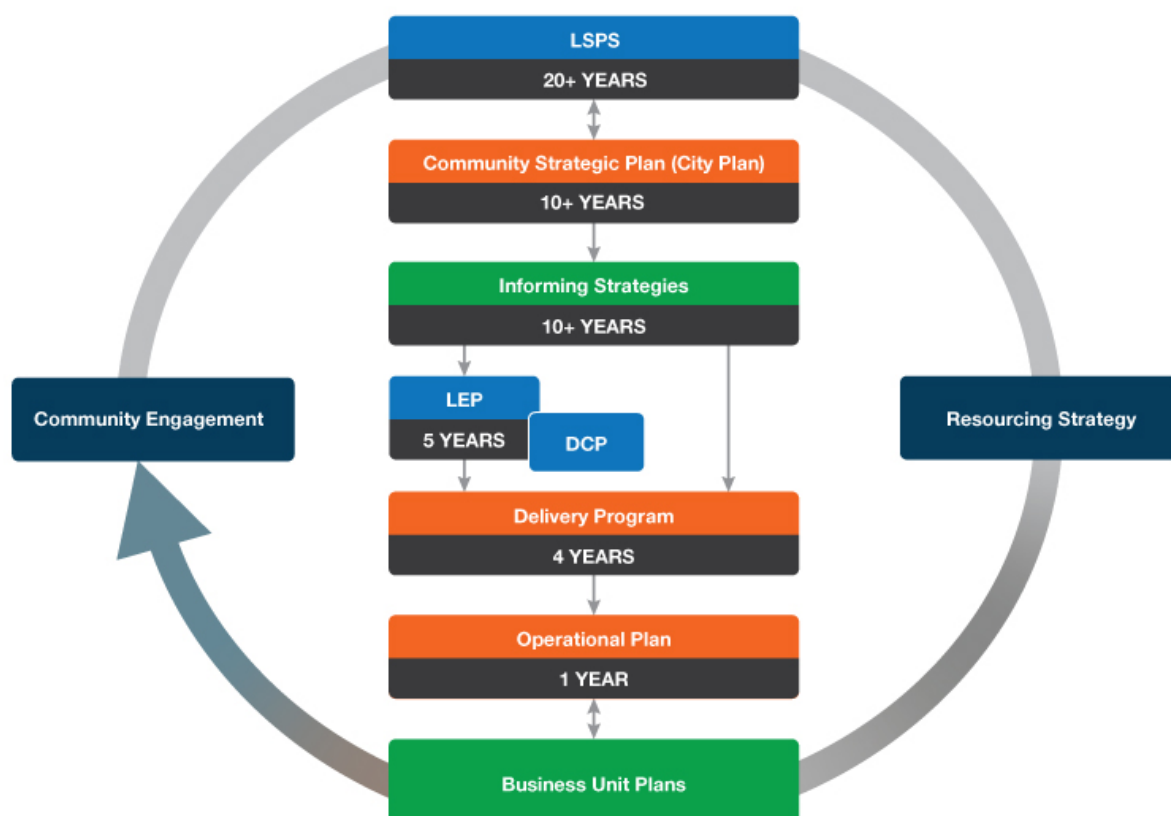 LSPS
20+ YEARS
Community Strategic Plan (City Plan)
10+ YEARS
Informing Strategies
10+ YEARS
Community Engagement
LEP
5 YEARS
DCP
Resourcing Strategy
Delivery Program
4 YEARS
Operational Plan
1 YEAR
Business Unit Plans